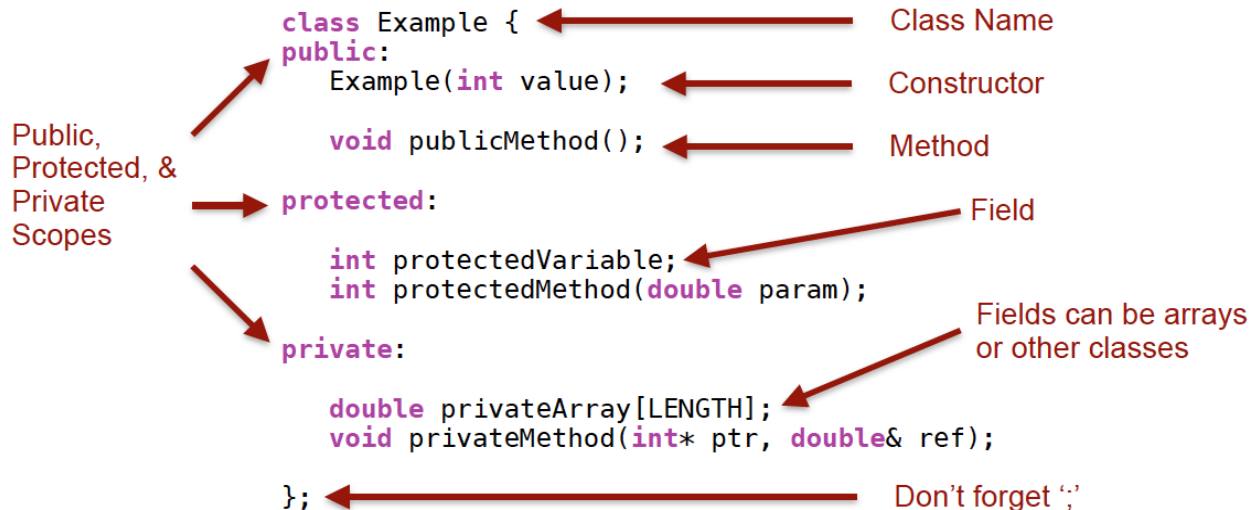 class Example {
Class Name
public:
Example(int value);
Constructor
Public,
Protected, &
Private
Scopes
void publicMethod();
Method
protected:
Field
int protectedVariable;
int protectedMethod(double param);
Fields can be arrays
or other classes
private:
double privateArray[LENGTH];
void privateMethod(int* ptr, double& ref);
};
Don’t forget ‘;’